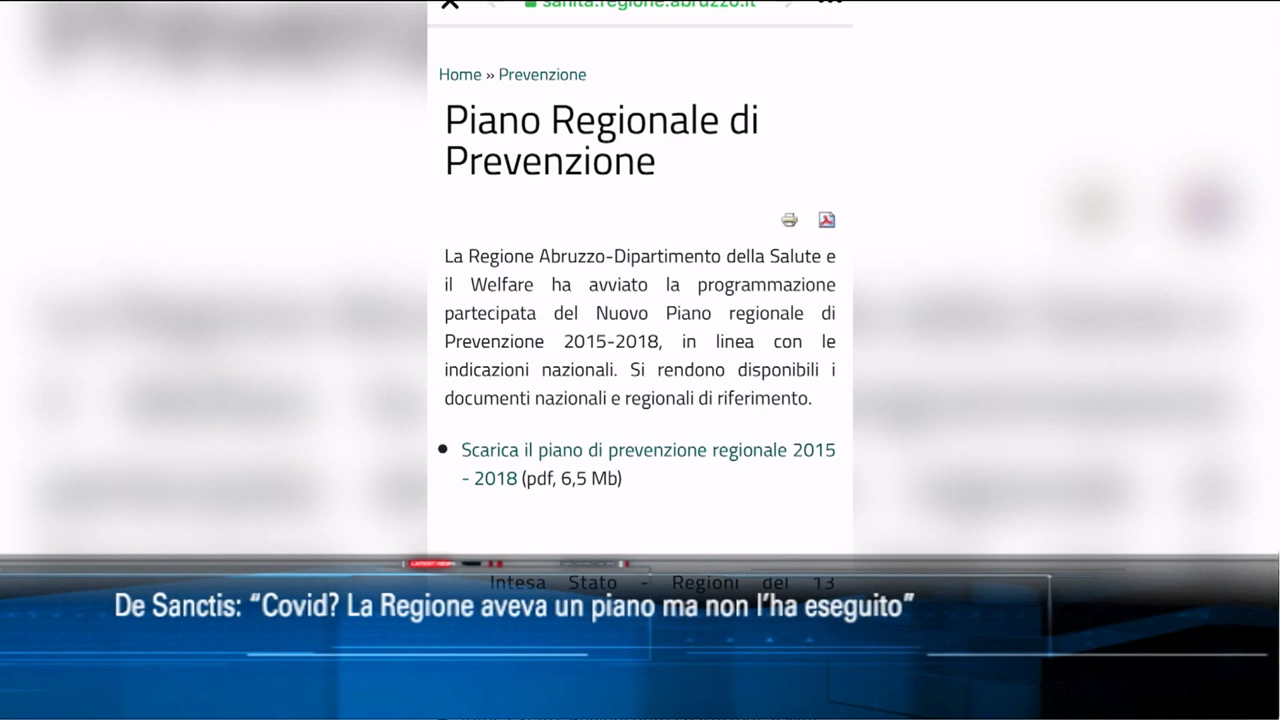 sanita.regione.abruzzo.it
Home » Prevenzione
Piano Regionale di
Prevenzione
La Regione Abruzzo-Dipartimento della Salute e
il Welfare ha avviato la programmazione
partecipata del Nuovo Piano regionale di
Prevenzione 2015-2018, in linea con le
indicazioni nazionali. Si rendono disponibili i
documenti nazionali e regionali di riferimento.
Scarica il piano di prevenzione regionale 2015
- 2018 (pdf, 6,5 Mb)
LATEST NEWS
Intesa Stato - Regioni del 13
De Sanctis: “Covid? La Regione aveva un piano ma non l’ha eseguito”